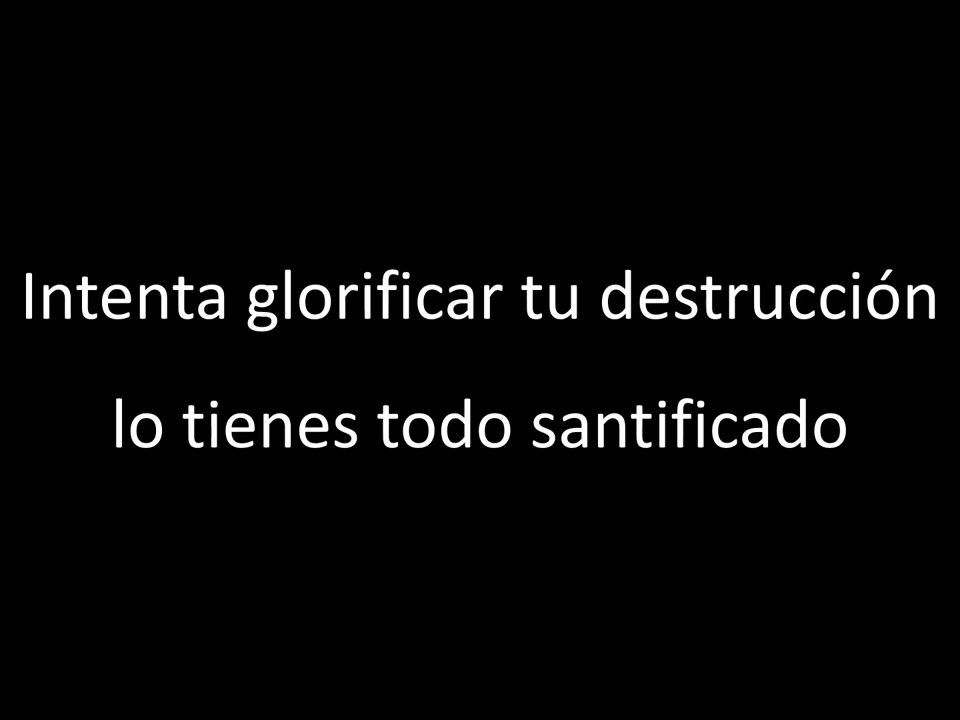 Intenta glorificar tu destrucción
lo tienes todo santificado